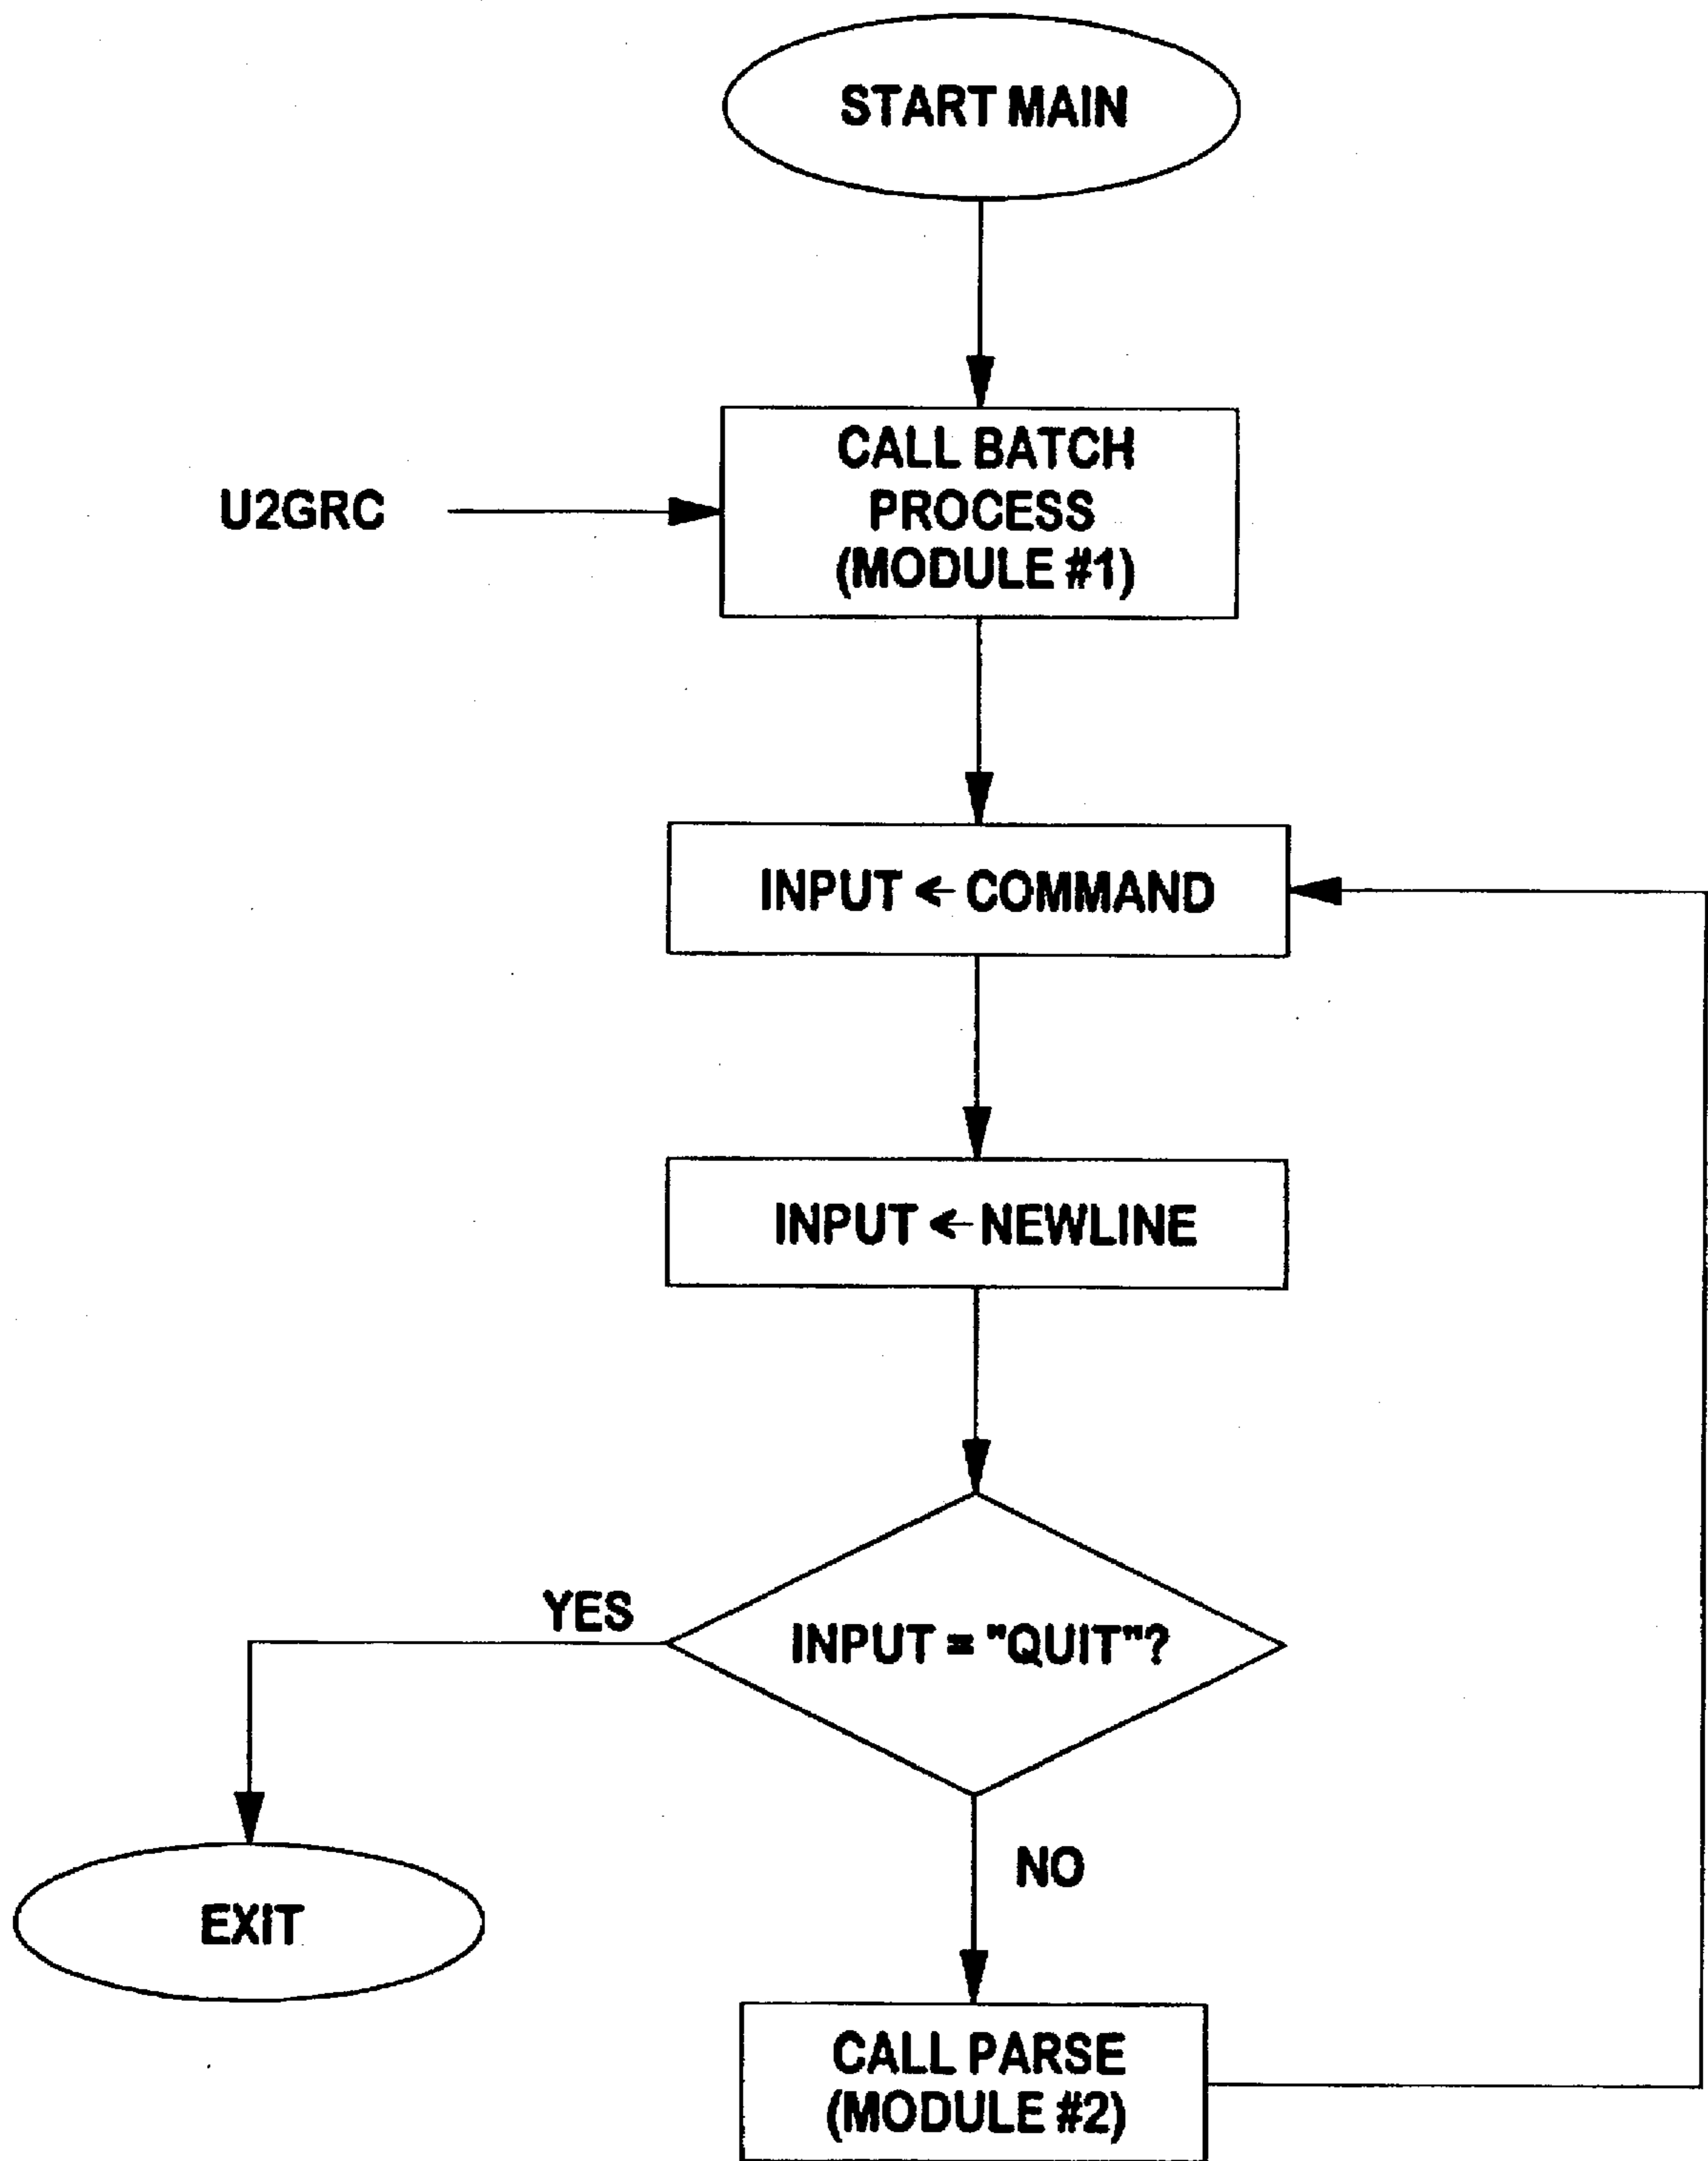 START MAIN
CALL BATCH
PROCESS
(MODULE #1)
U2GRC
INPUT ← COMMAND
INPUT ← NEWLINE
INPUT = "QUIT"?
YES
NO
EXIT
CALL PARSE
(MODULE #2)